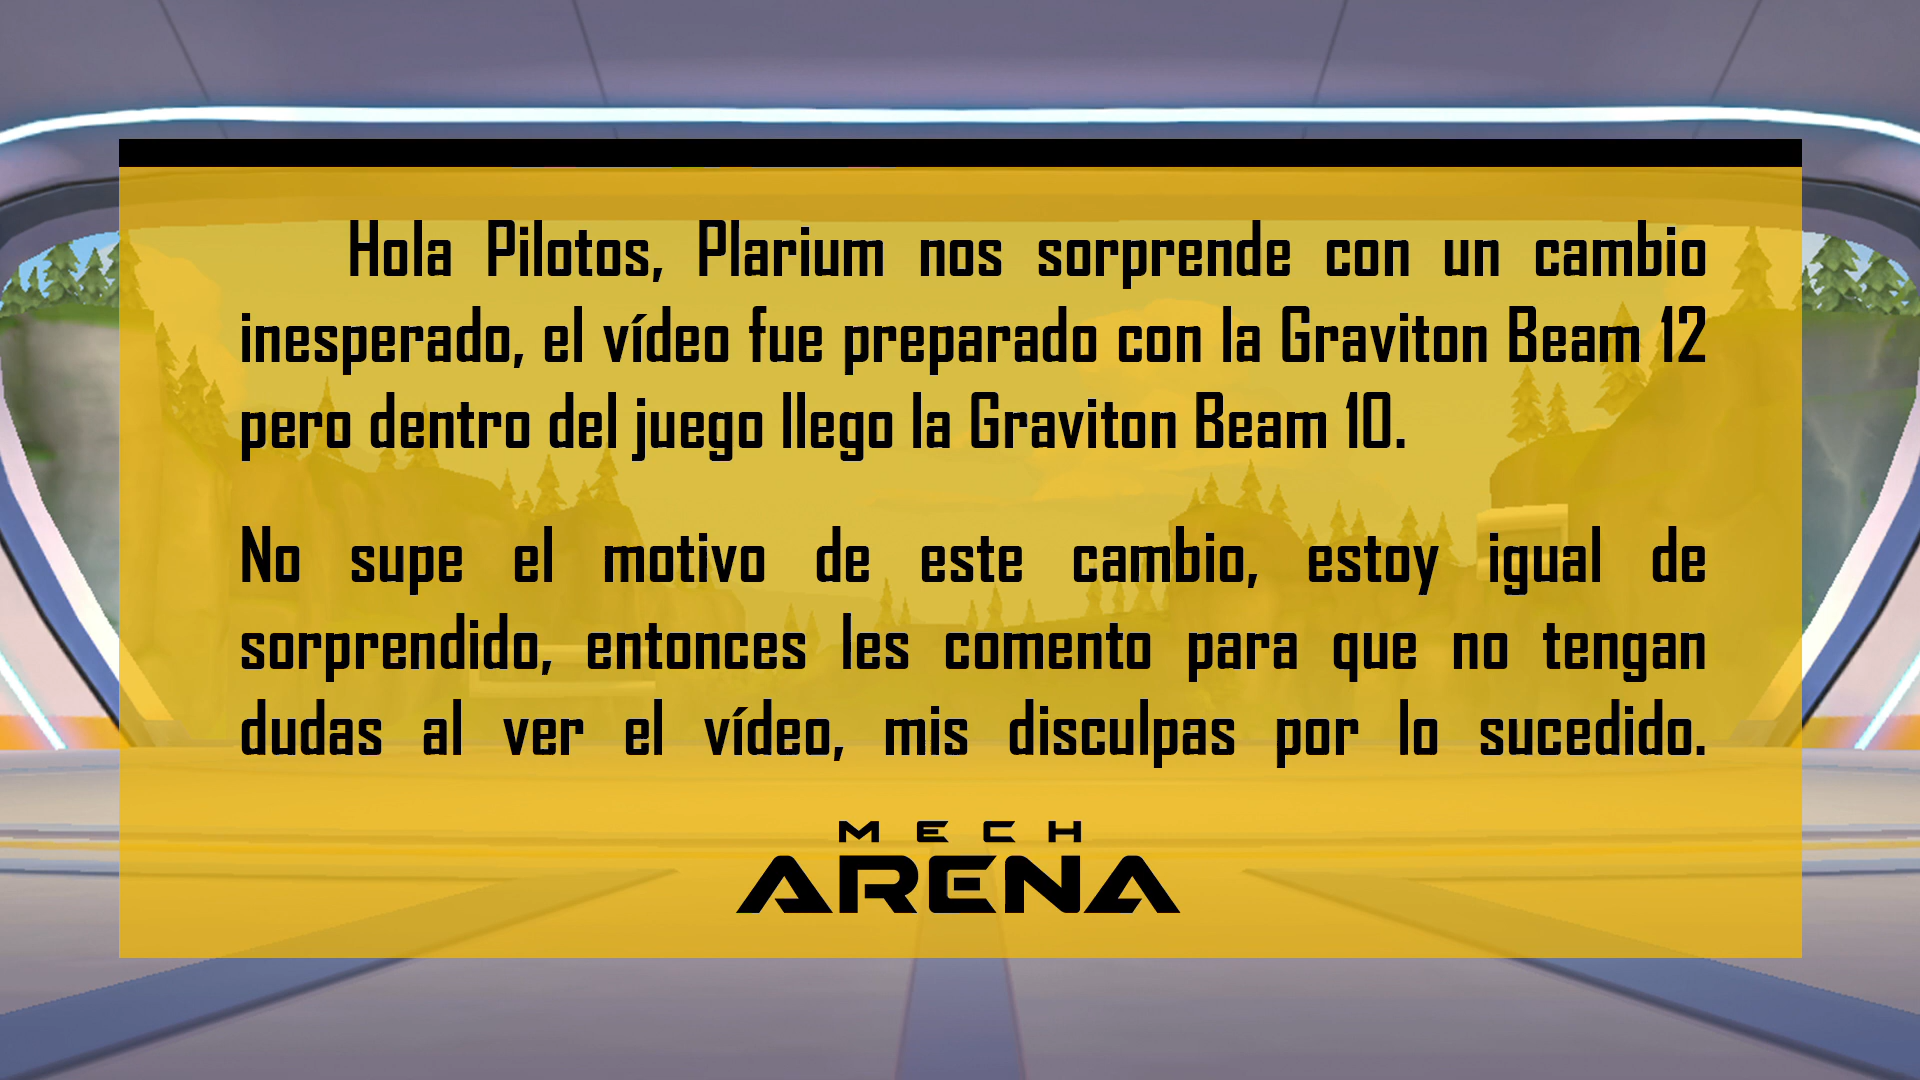 Hola Pilotos, Plarium nos sorprende con un cambio
inesperado, el vídeo fue preparado con la Graviton Beam 12
pero dentro del juego llego la Graviton Beam 10.
No supe el motivo de este cambio, estoy igual de
sorprendido, entonces les comento para que no tengan
dudas al ver el vídeo, mis disculpas por lo sucedido.
MECH
ARENA